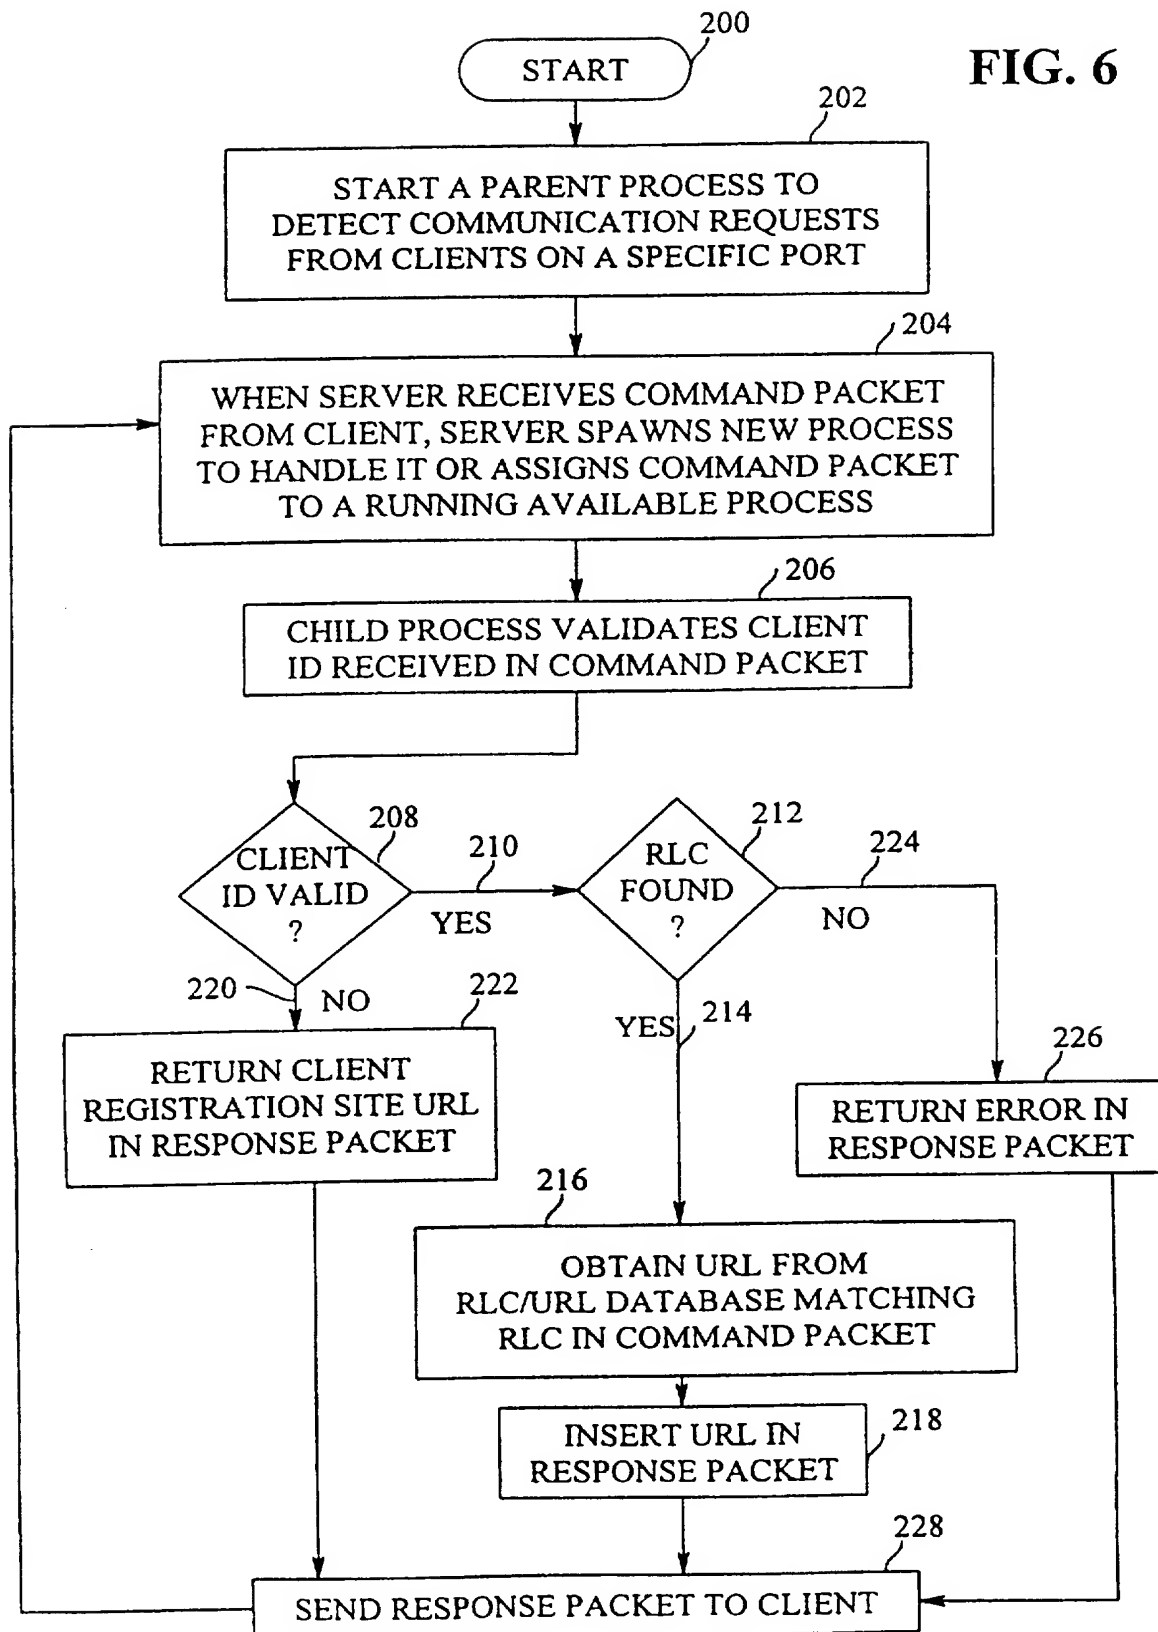 FIG. 6
200
START
202
START A PARENT PROCESS TO
DETECT COMMUNICATION REQUESTS
FROM CLIENTS ON A SPECIFIC PORT
204
WHEN SERVER RECEIVES COMMAND PACKET
FROM CLIENT, SERVER SPAWNS NEW PROCESS
TO HANDLE IT OR ASSIGNS COMMAND PACKET
TO A RUNNING AVAILABLE PROCESS
206
CHILD PROCESS VALIDATES CLIENT
ID RECEIVED IN COMMAND PACKET
208
CLIENT
ID VALID
?
210
YES
212
RLC
FOUND
?
224
NO
220
NO
222
RETURN CLIENT
REGISTRATION SITE URL
IN RESPONSE PACKET
YES
214
226
RETURN ERROR IN
RESPONSE PACKET
216
OBTAIN URL FROM
RLC/URL DATABASE MATCHING
RLC IN COMMAND PACKET
INSERT URL IN
RESPONSE PACKET
218
228
SEND RESPONSE PACKET TO CLIENT